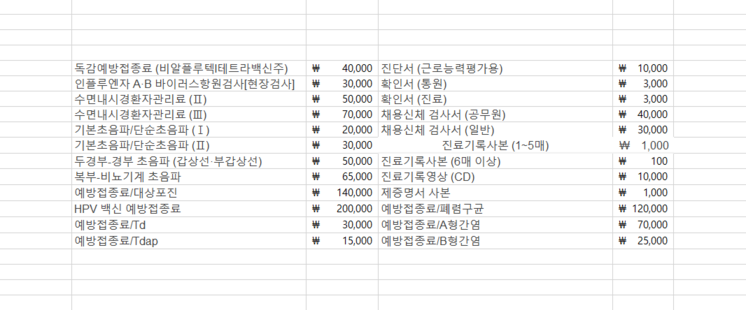 독감예방접종료 (비알플루텍I테트라백신주) ₩ 40,000 진단서 (근로능력평가용) ₩ 10,000
인플루엔자 A·B 바이러스항원검사[현장검사] ₩ 30,000 확인서 (통원) ₩ 3,000
수면내시경환자관리료 (Ⅱ) ₩ 50,000 확인서 (진료) ₩ 3,000
수면내시경환자관리료 (Ⅲ) ₩ 70,000 채용신체 검사서 (공무원) ₩ 40,000
기본초음파/단순초음파 (Ⅰ) ₩ 20,000 채용신체 검사서 (일반) ₩ 30,000
기본초음파/단순초음파 (Ⅱ) ₩ 30,000 진료기록사본 (1~5매) ₩ 1,000
두경부-경부 초음파 (갑상선·부갑상선) ₩ 50,000 진료기록사본 (6매 이상) ₩ 100
복부-비뇨기계 초음파 ₩ 65,000 진료기록영상 (CD) ₩ 10,000
예방접종료/대상포진 ₩ 140,000 제증명서 사본 ₩ 1,000
HPV 백신 예방접종료 ₩ 200,000 예방접종료/폐렴구균 ₩ 120,000
예방접종료/Td ₩ 30,000 예방접종료/A형간염 ₩ 70,000
예방접종료/Tdap ₩ 15,000 예방접종료/B형간염 ₩ 25,000